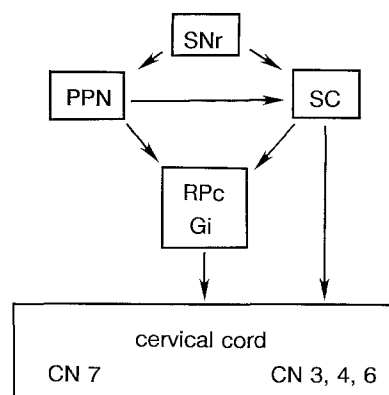 SNr
PPN
SC
RPc
Gi
cervical cord
CN 7
CN 3, 4, 6